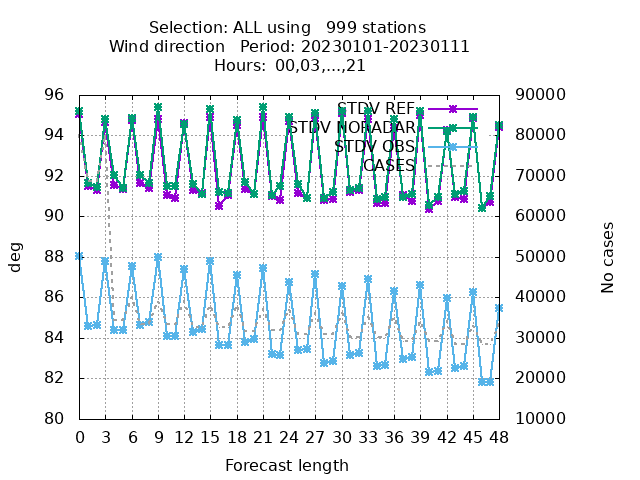 Selection: ALL using   999 stations
Wind direction   Period: 20230101-20230111
Hours: 00,03,...,21
96
94
92
90
88
86
84
82
80
90000
80000
70000
60000
50000
40000
30000
20000
10000
STDV REF
STDV NORADAR
STDV OBS
CASES
deg
No cases
0 3 6 9 12 15 18 21 24 27 30 33 36 39 42 45 48
Forecast length